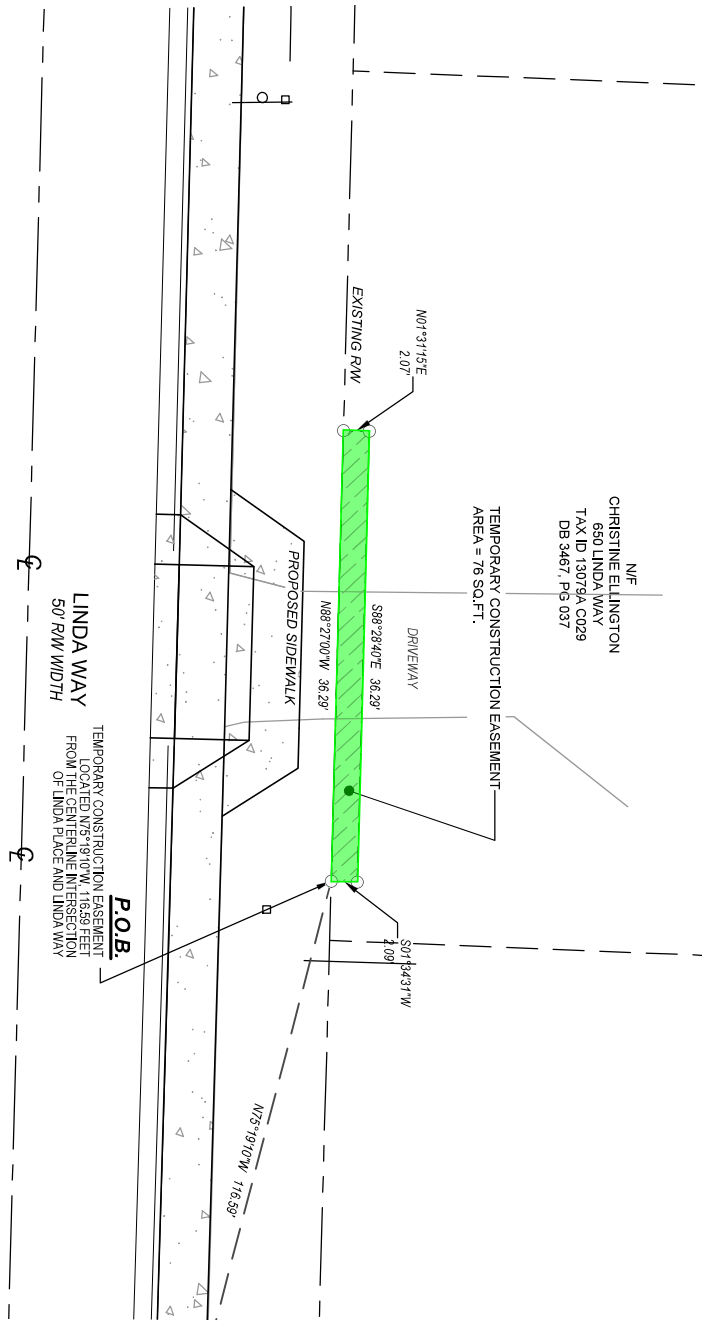 N/F
CHRISTINE ELLINGTON
650 LINDA WAY
TAX ID 13079A C029
DB 3467, PG 037
TEMPORARY CONSTRUCTION EASEMENT
AREA = 76 SQ.FT.
DRIVEWAY
N01°31'15"E
2.07'
EXISTING R/W
S88°28'40"E 36.29'
N88°27'00"W 36.29'
S01°34'31"W
2.09'
PROPOSED SIDEWALK
N75°19'10"W 116.59'
P.O.B.
TEMPORARY CONSTRUCTION EASEMENT
LOCATED N75°19'10"W, 116.59 FEET
FROM THE CENTERLINE INTERSECTION
OF LINDA PLACE AND LINDA WAY
LINDA WAY
50' R/W WIDTH
℄
℄